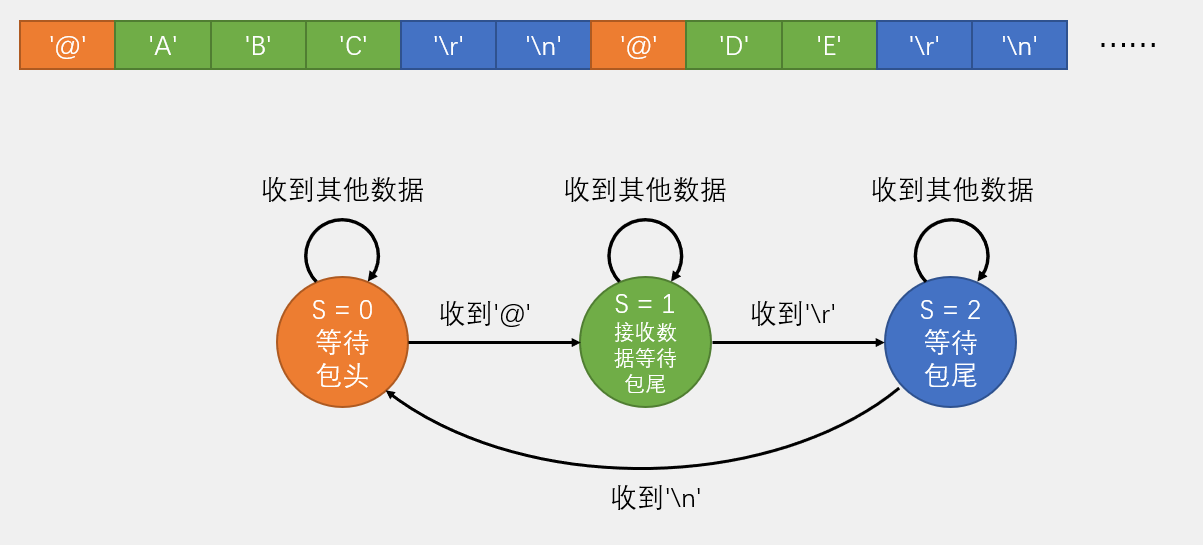 '@' 'A' 'B' 'C' '\r' '\n' '@' 'D' 'E' '\r' '\n' ······
收到其他数据 收到其他数据 收到其他数据
S = 0
等待
包头
收到'@'
S = 1
接收数
据等待
包尾
收到'\r'
S = 2
等待
包尾
收到'\n'